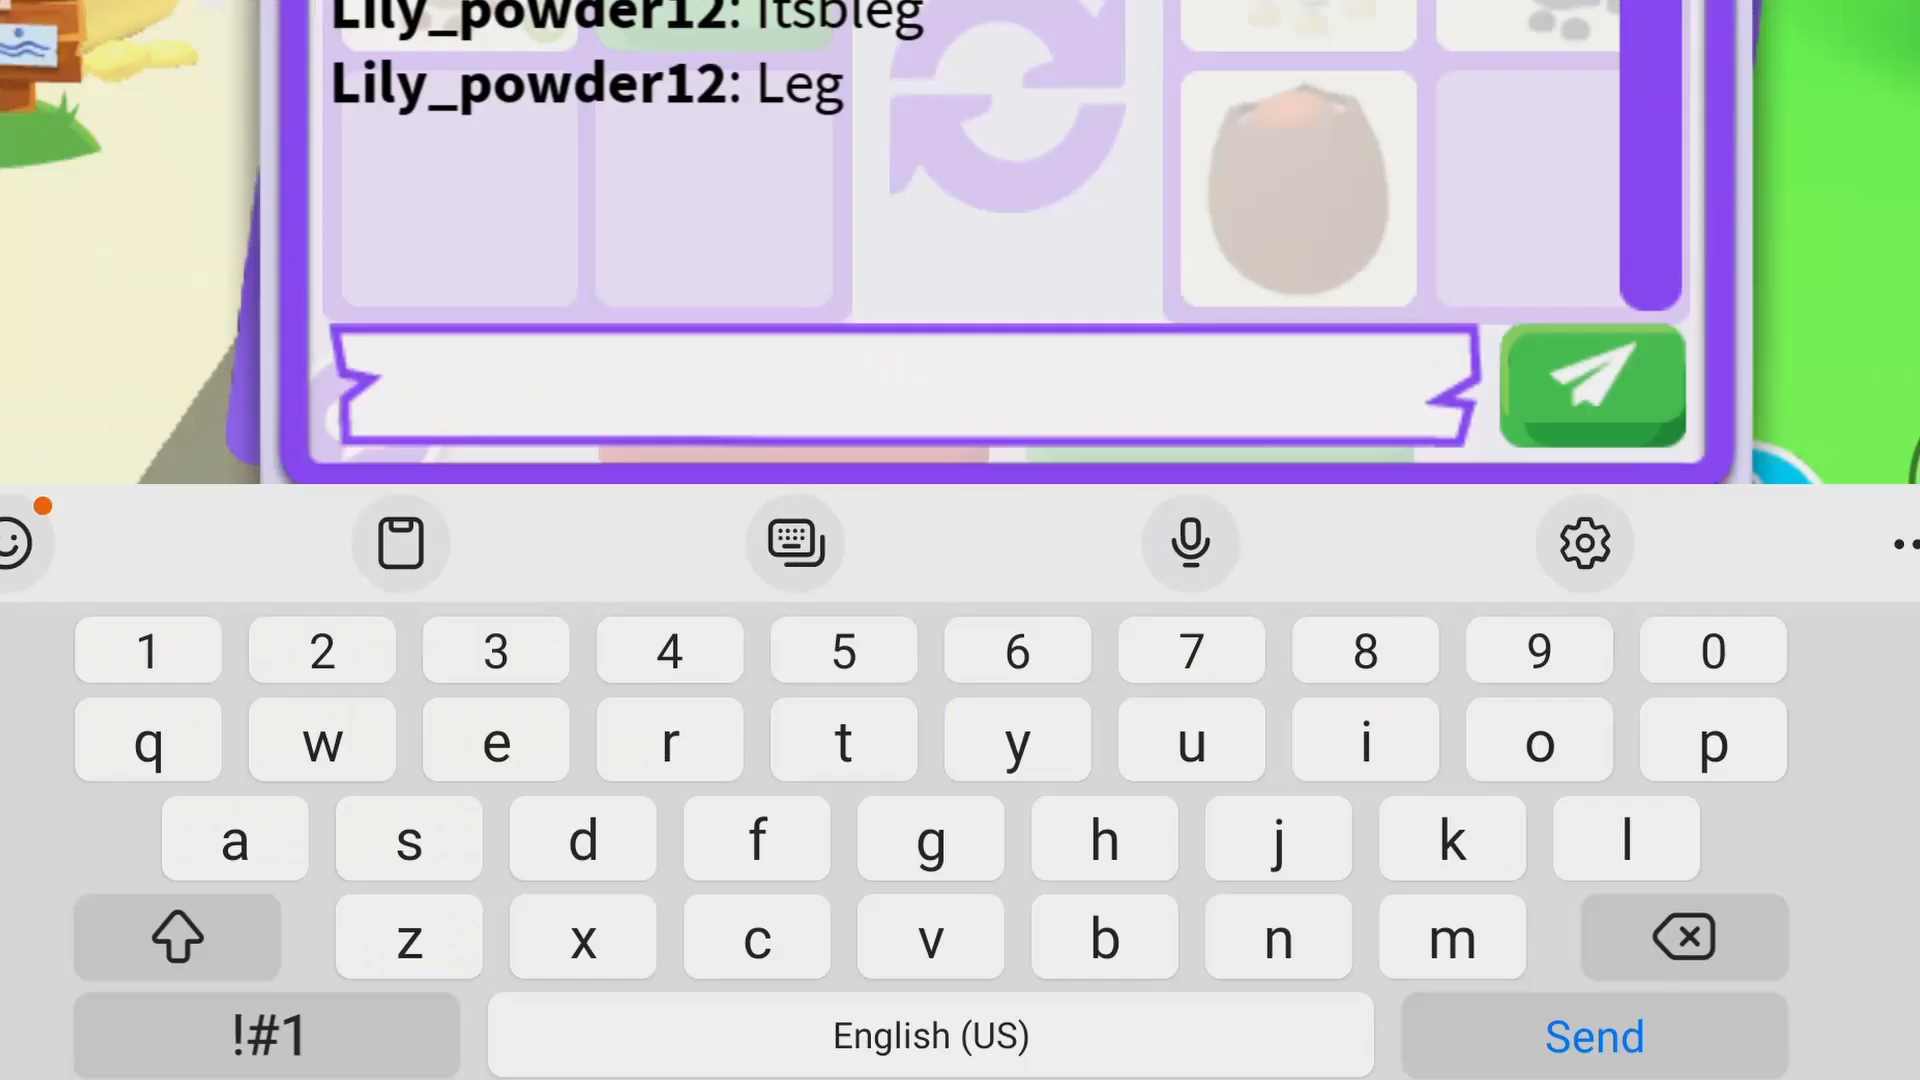 Lily_powder12: Itsbleg
Lily_powder12: Leg
1 2 3 4 5 6 7 8 9 0
q w e r t y u i o p
a s d f g h j k l
z x c v b n m
!#1 English (US) Send